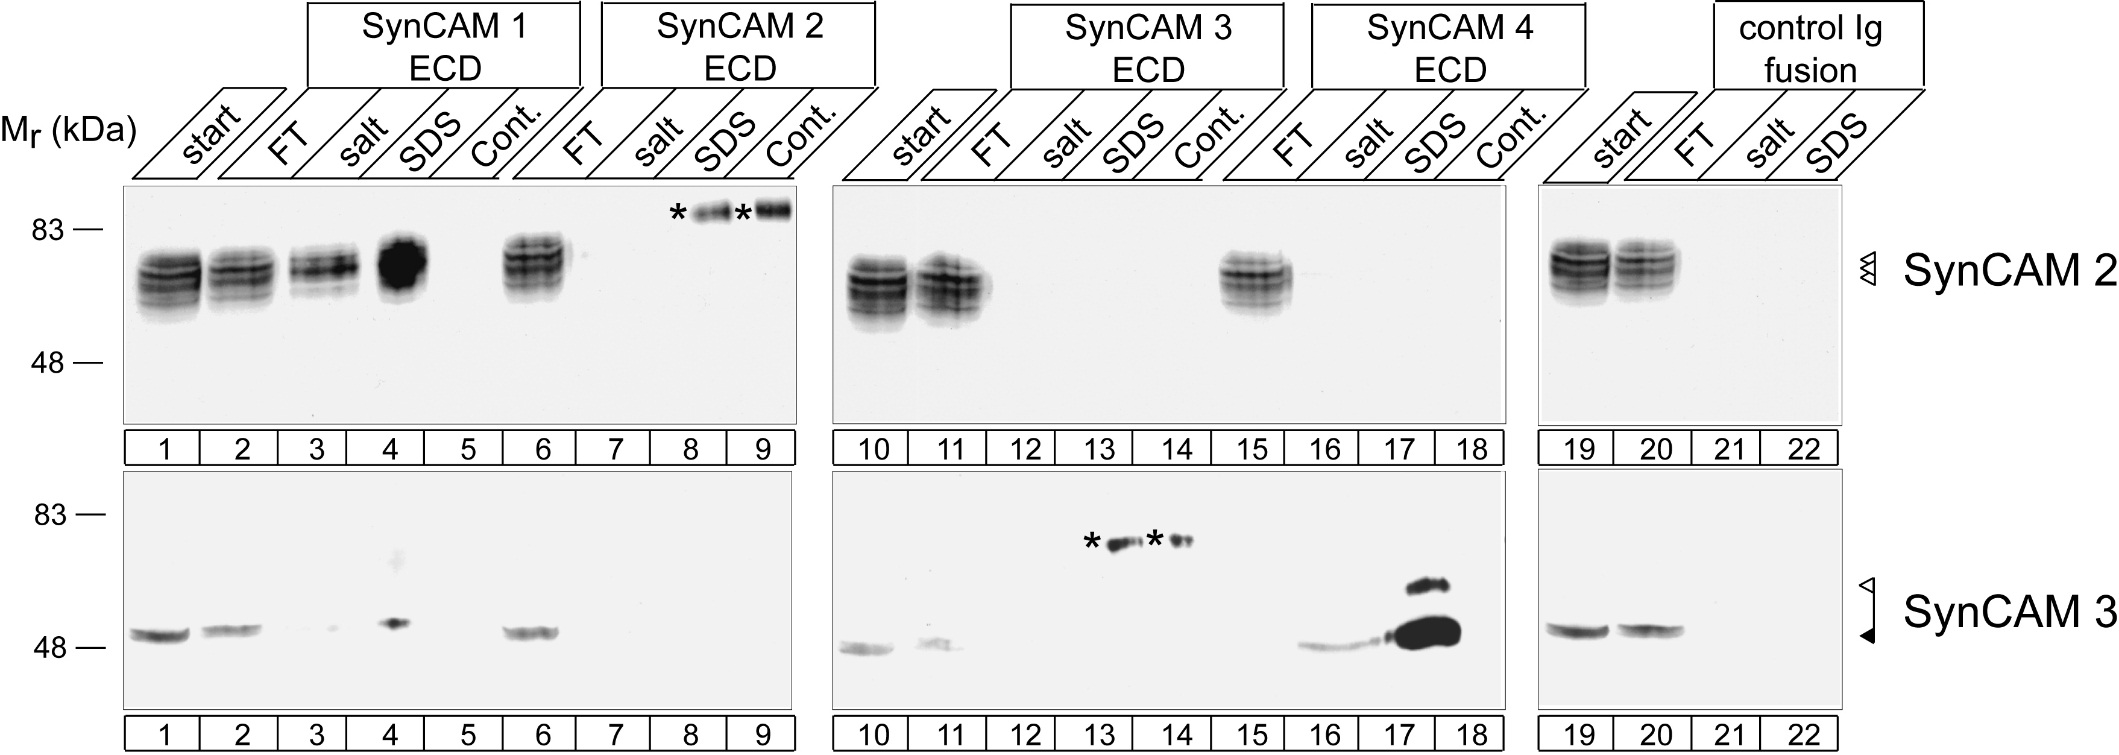 SynCAM 1
ECD
SynCAM 2
ECD
SynCAM 3
ECD
SynCAM 4
ECD
control Ig
fusion
Mr (kDa)
start FT salt SDS Cont. FT salt SDS Cont.
start FT salt SDS Cont. FT salt SDS Cont.
start FT salt SDS
83
48
* *
SynCAM 2
1 2 3 4 5 6 7 8 9
10 11 12 13 14 15 16 17 18
19 20 21 22
83
48
* *
SynCAM 3
1 2 3 4 5 6 7 8 9
10 11 12 13 14 15 16 17 18
19 20 21 22